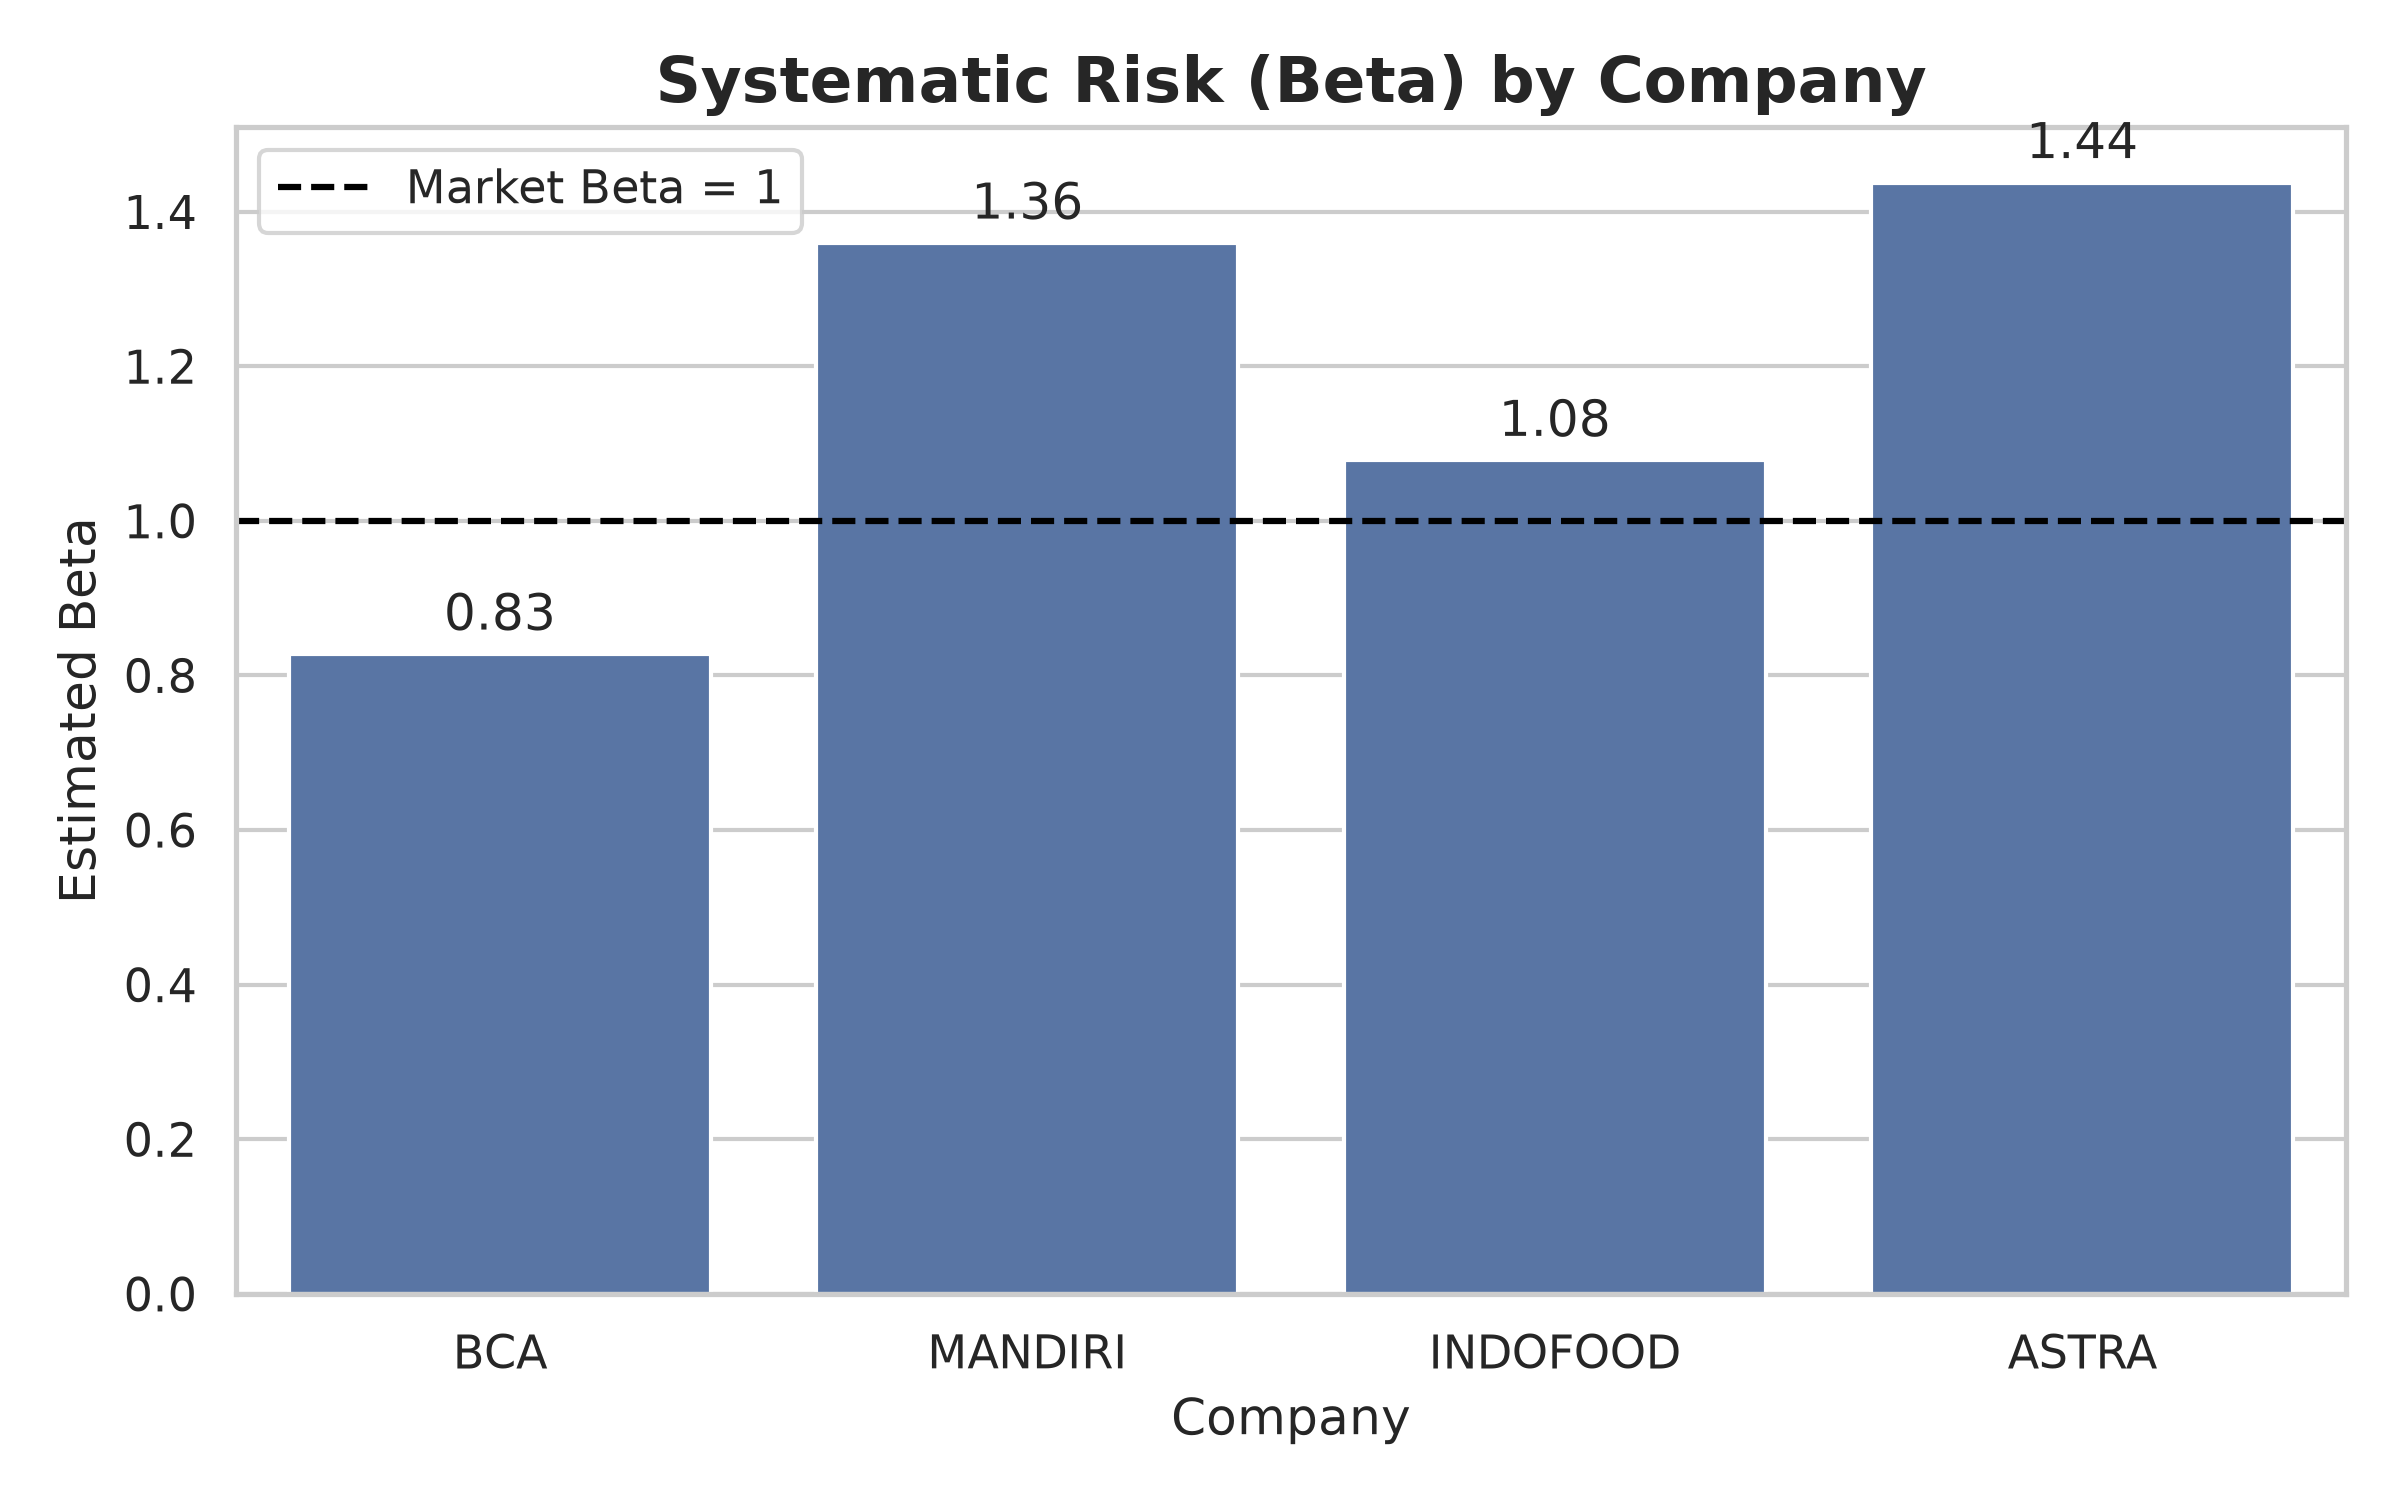 Systematic Risk (Beta) by Company
Market Beta = 1
1.44
1.36
1.08
0.83
Estimated Beta
1.4
1.2
1.0
0.8
0.6
0.4
0.2
0.0
BCA MANDIRI INDOFOOD ASTRA
Company